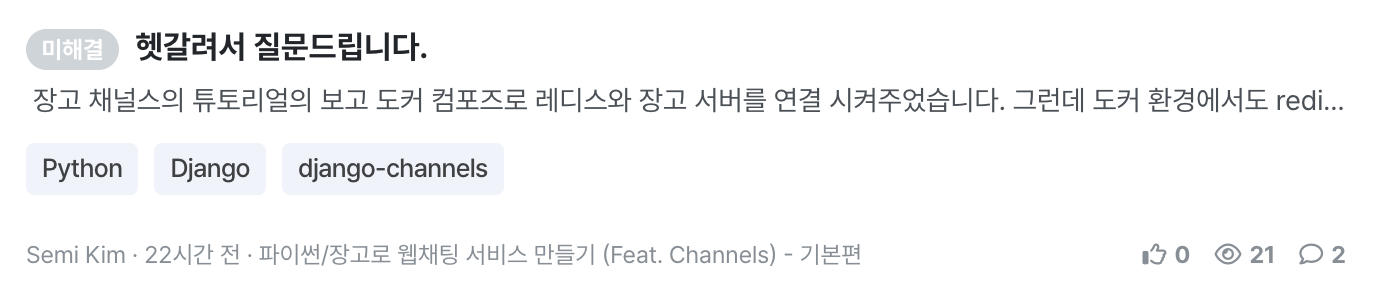 미해결 헷갈려서 질문드립니다.
장고 채널스의 튜토리얼의 보고 도커 컴포즈로 레디스와 장고 서버를 연결 시켜주었습니다. 그런데 도커 환경에서도 redi...
Python Django django-channels
Semi Kim · 22시간 전 · 파이썬/장고로 웹채팅 서비스 만들기 (Feat. Channels) - 기본편 0 21 2